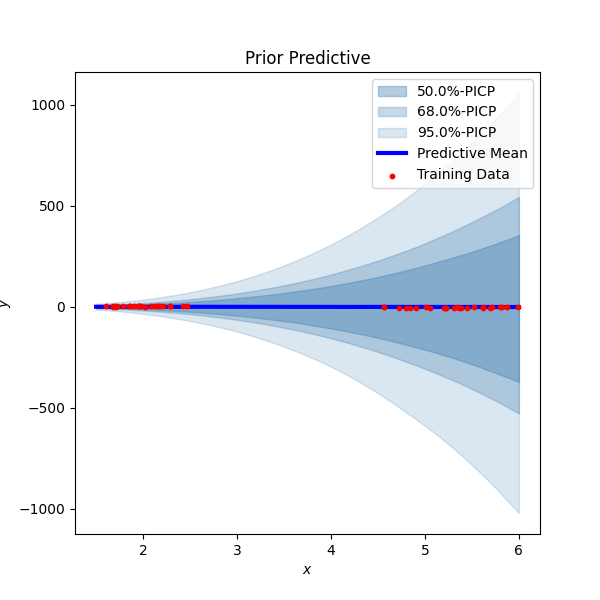 Prior Predictive
1000
500
0
−500
−1000
y
50.0%-PICP
68.0%-PICP
95.0%-PICP
Predictive Mean
Training Data
2 3 4 5 6
x